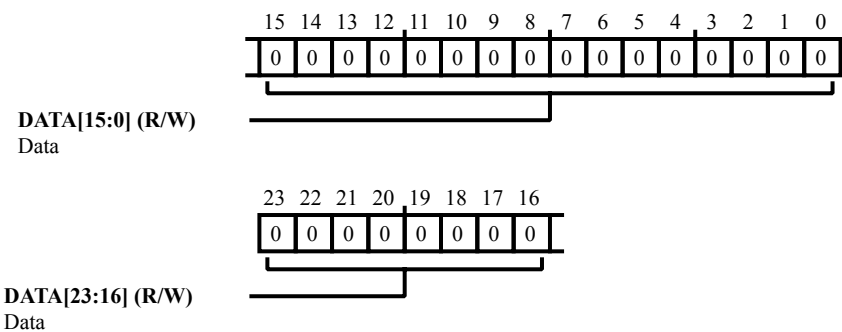 15 14 13 12 11 10 9 8 7 6 5 4 3 2 1 0
0 0 0 0 0 0 0 0 0 0 0 0 0 0 0 0
DATA[15:0] (R/W)
Data
23 22 21 20 19 18 17 16
0 0 0 0 0 0 0 0
DATA[23:16] (R/W)
Data